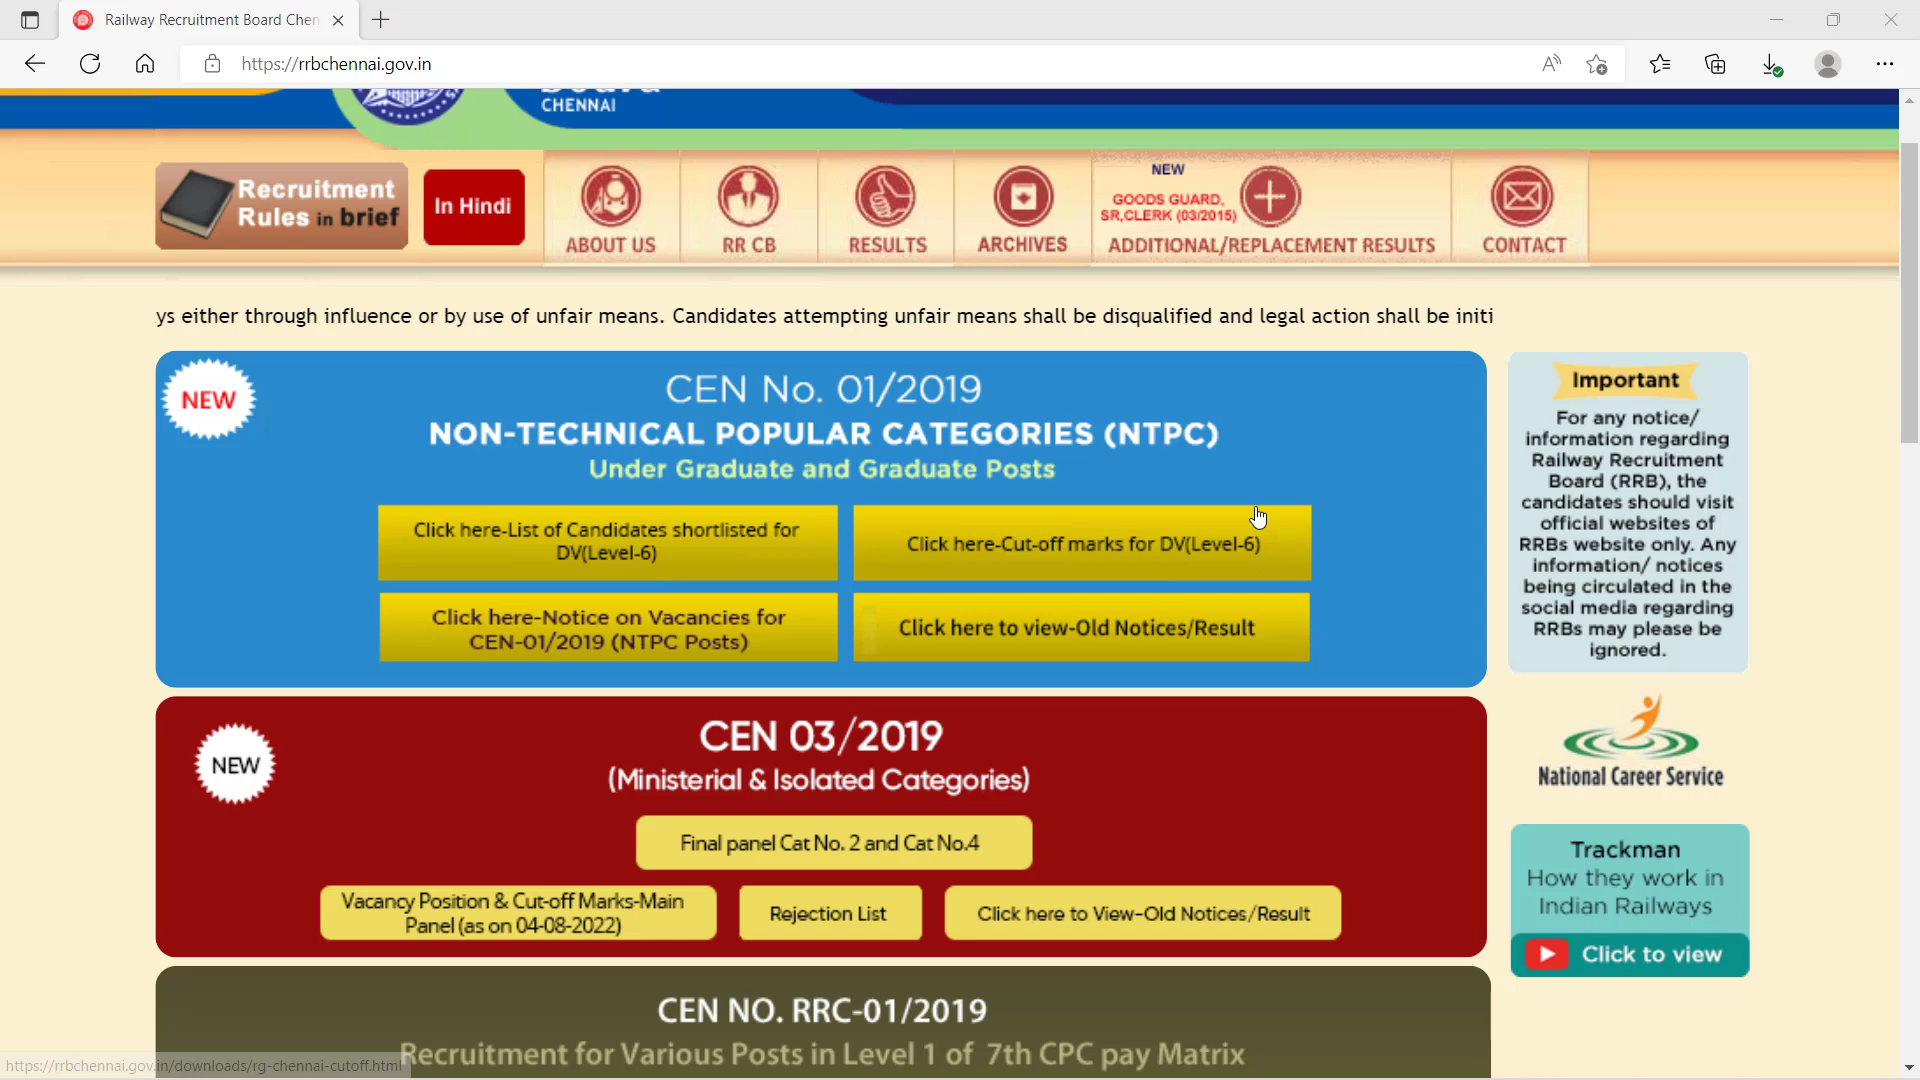 Railway Recruitment Board Chen
https://rrbchennai.gov.in
CHENNAI
Recruitment
Rules in brief
In Hindi
ABOUT US
RR CB
RESULTS
ARCHIVES
NEW
GOODS GUARD,
SR,CLERK (03/2015)
ADDITIONAL/REPLACEMENT RESULTS
CONTACT
ys either through influence or by use of unfair means. Candidates attempting unfair means shall be disqualified and legal action shall be initi
NEW
CEN No. 01/2019
NON-TECHNICAL POPULAR CATEGORIES (NTPC)
Under Graduate and Graduate Posts
Click here-List of Candidates shortlisted for
DV(Level-6)
Click here-Cut-off marks for DV(Level-6)
Click here-Notice on Vacancies for
CEN-01/2019 (NTPC Posts)
Click here to view-Old Notices/Result
Important
For any notice/
information regarding
Railway Recruitment
Board (RRB), the
candidates should visit
official websites of
RRBs website only. Any
information/ notices
being circulated in the
social media regarding
RRBs may please be
ignored.
NEW
CEN 03/2019
(Ministerial & Isolated Categories)
Final panel Cat No. 2 and Cat No.4
Vacancy Position & Cut-off Marks-Main
Panel (as on 04-08-2022)
Rejection List
Click here to View-Old Notices/Result
National Career Service
Trackman
How they work in
Indian Railways
Click to view
CEN NO. RRC-01/2019
Recruitment for Various Posts in Level 1 of 7th CPC pay Matrix
https://rrbchennai.gov.in/downloads/rg-chennai-cutoff.html